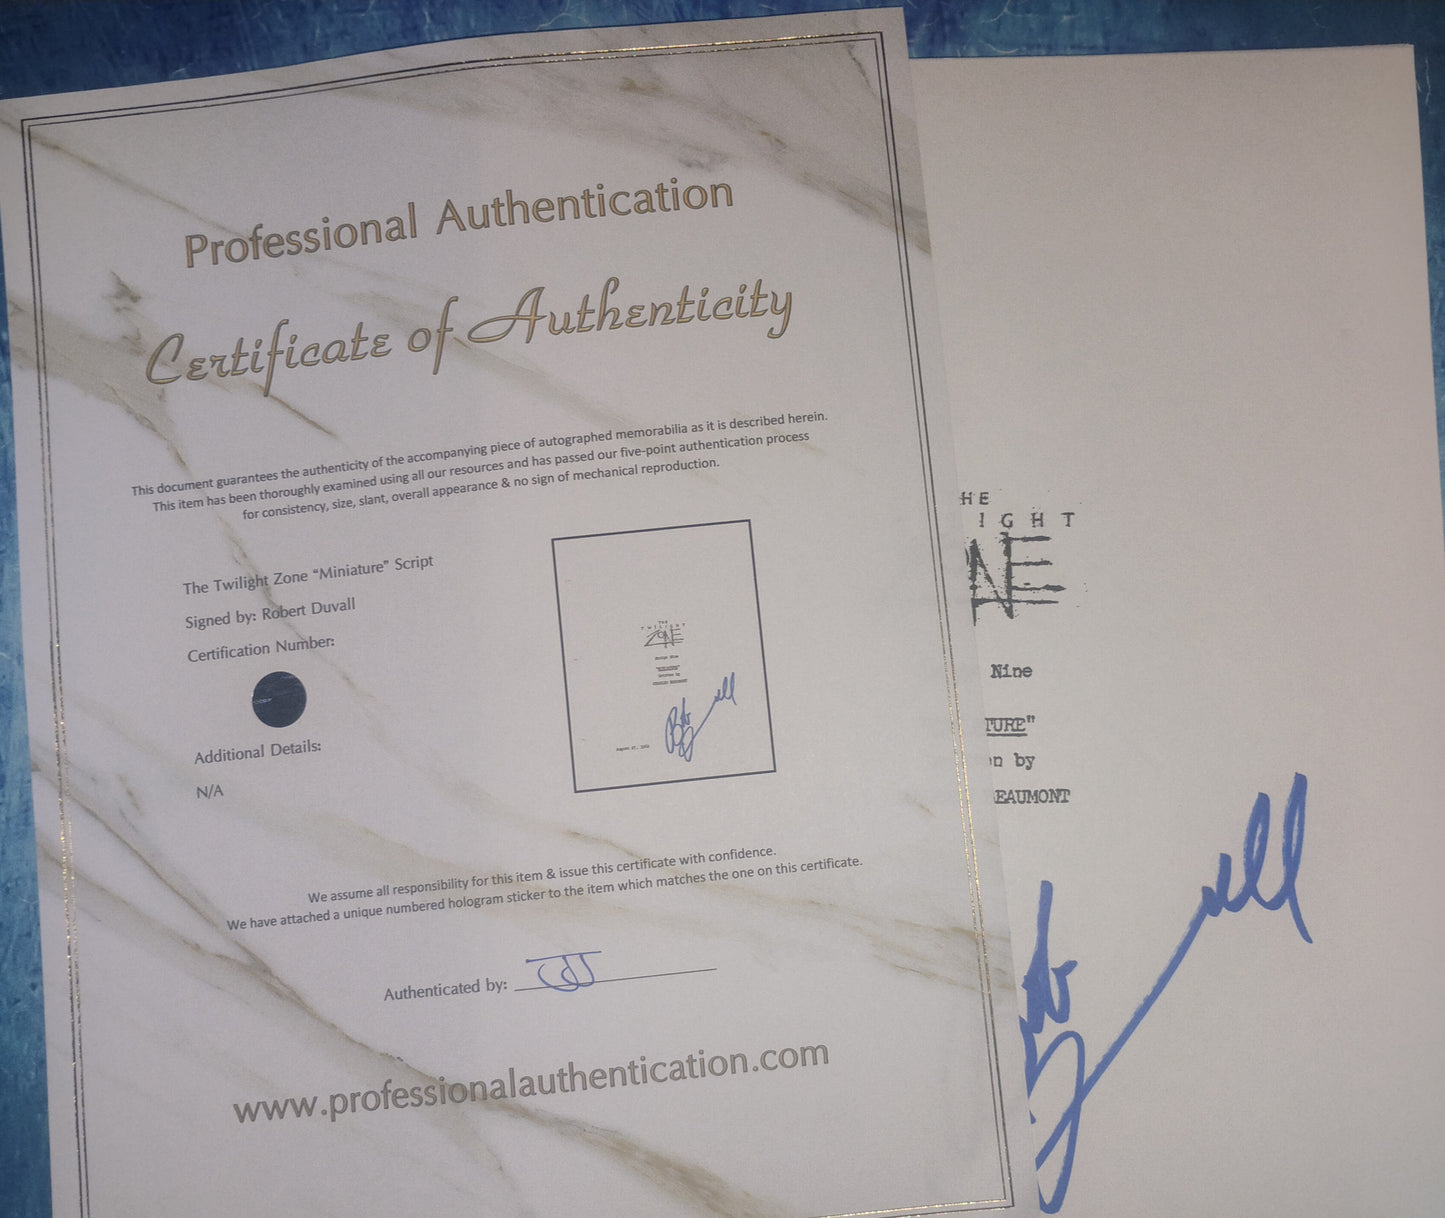 Professional Authentication
Certificate of Authenticity
This document guarantees the authenticity of the accompanying piece of autographed memorabilia as it is described herein.
This item has been thoroughly examined using all our resources and has passed our five-point authentication process
for consistency, size, slant, overall appearance & no sign of mechanical reproduction.
The Twilight Zone “Miniature” Script
Signed by: Robert Duvall
Certification Number:
Additional Details:
N/A
The
TWILIGHT
ZONE
We assume all responsibility for this item & issue this certificate with confidence.
We have attached a unique numbered hologram sticker to the item which matches the one on this certificate.
Authenticated by:
www.professionalauthentication.com
HE
IGHT
NE
Nine
TURE"
n by
EAUMONT